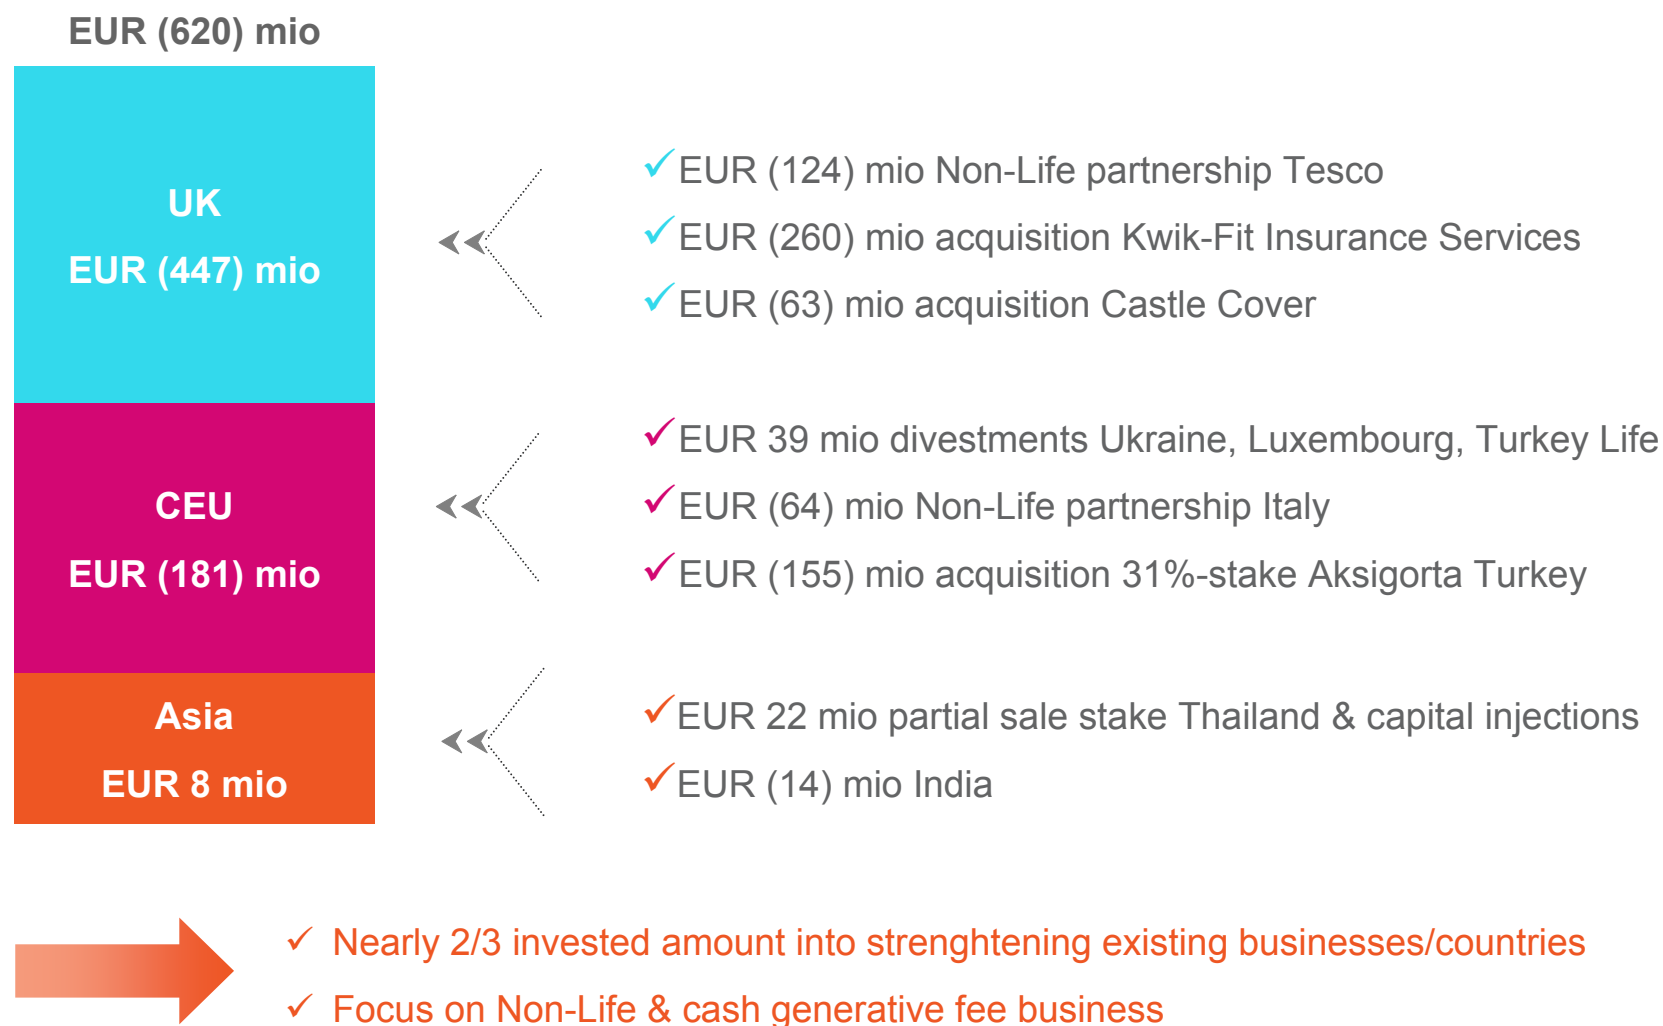 EUR (620) mio
UK
EUR (447) mio
EUR (124) mio Non-Life partnership Tesco
EUR (260) mio acquisition Kwik-Fit Insurance Services
EUR (63) mio acquisition Castle Cover
CEU
EUR (181) mio
EUR 39 mio divestments Ukraine, Luxembourg, Turkey Life
EUR (64) mio Non-Life partnership Italy
EUR (155) mio acquisition 31%-stake Aksigorta Turkey
Asia
EUR 8 mio
EUR 22 mio partial sale stake Thailand & capital injections
EUR (14) mio India
Nearly 2/3 invested amount into strenghtening existing businesses/countries
Focus on Non-Life & cash generative fee business